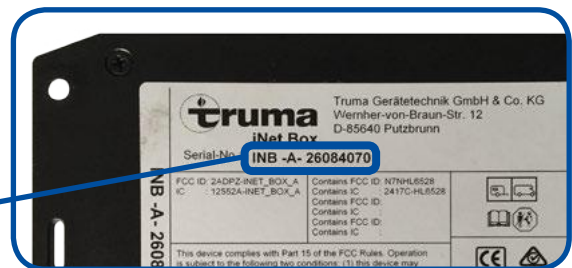 truma
Truma Gerätetechnik GmbH & Co. KG
Wernher-von-Braun-Str. 12
D-85640 Putzbrunn
iNet Box
Serial-No
INB -A- 26084070
FCC ID: 2ADPZ-INET_BOX_A
IC : 12552A-INET_BOX_A
Contains FCC ID: N7NHL6528
Contains IC : 2417C-HL6528
Contains FCC ID:
Contains IC :
Contains FCC ID:
Contains IC :
NB -A- 2608
This device complies with Part 15 of the FCC Rules. Operation
is subject to the following two conditions: (1) this device may
CE